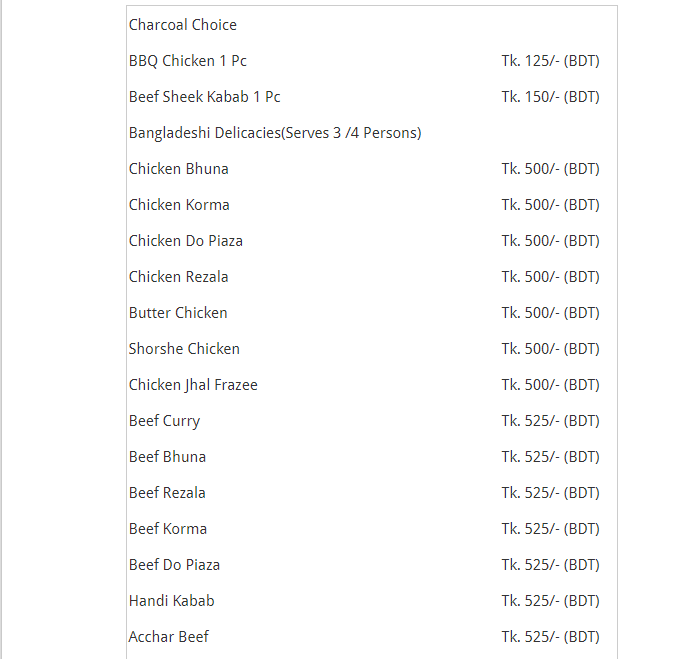 Charcoal Choice
BBQ Chicken 1 Pc Tk. 125/- (BDT)
Beef Sheek Kabab 1 Pc Tk. 150/- (BDT)
Bangladeshi Delicacies(Serves 3 /4 Persons)
Chicken Bhuna Tk. 500/- (BDT)
Chicken Korma Tk. 500/- (BDT)
Chicken Do Piaza Tk. 500/- (BDT)
Chicken Rezala Tk. 500/- (BDT)
Butter Chicken Tk. 500/- (BDT)
Shorshe Chicken Tk. 500/- (BDT)
Chicken Jhal Frazee Tk. 500/- (BDT)
Beef Curry Tk. 525/- (BDT)
Beef Bhuna Tk. 525/- (BDT)
Beef Rezala Tk. 525/- (BDT)
Beef Korma Tk. 525/- (BDT)
Beef Do Piaza Tk. 525/- (BDT)
Handi Kabab Tk. 525/- (BDT)
Acchar Beef Tk. 525/- (BDT)